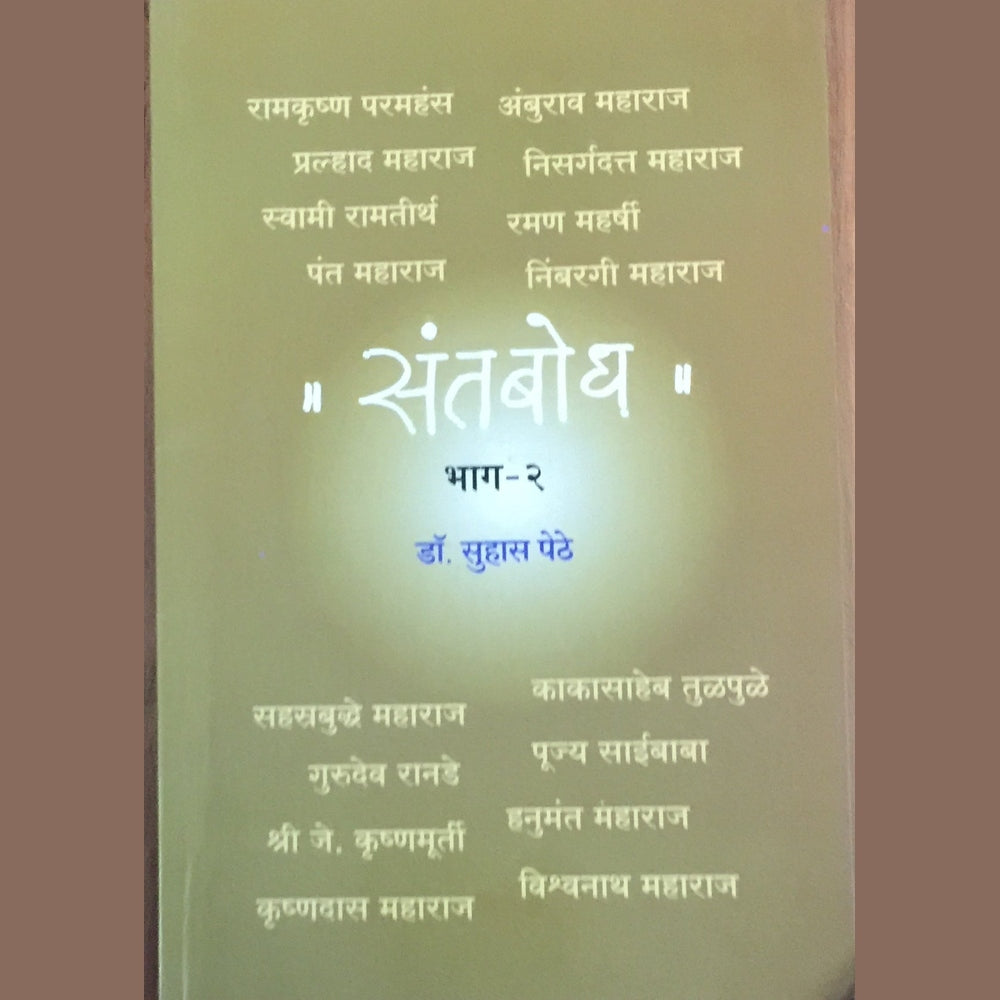 रामकृष्ण परमहंस अंबुराव महाराज
प्रल्हाद महाराज निसर्गदत्त महाराज
स्वामी रामतीर्थ रमण महर्षी
पंत महाराज निंबरगी महाराज
॥ संतबोध ॥
भाग-२
डॉ. सुहास पेठे
सहस्रबुद्धे महाराज काकासाहेब तुळपुळे
गुरुदेव रानडे पूज्य साईबाबा
श्री जे. कृष्णमूर्ती हनुमंत महाराज
कृष्णदास महाराज विश्वनाथ महाराज